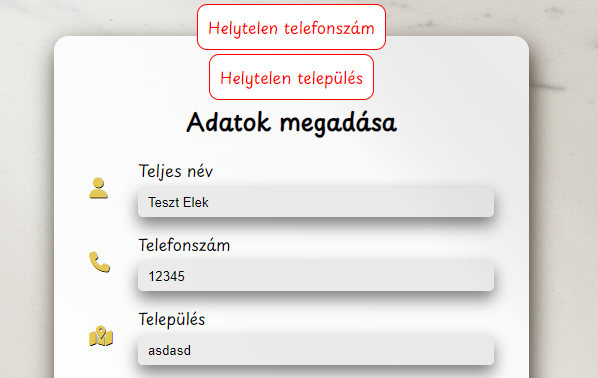 Helytelen telefonszám
Helytelen település
Adatok megadása
Teljes név
Teszt Elek
Telefonszám
12345
Település
asdasd